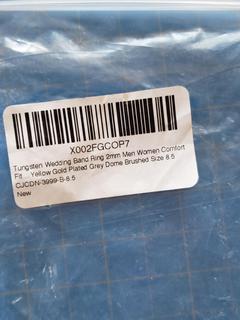 X002FGCOP7
Tungsten Wedding Band Ring 2mm Men Women Comfort
Fit ... Yellow Gold Plated Grey Dome Brushed Size 8.5
CJCDN-3999-B-8.5
New